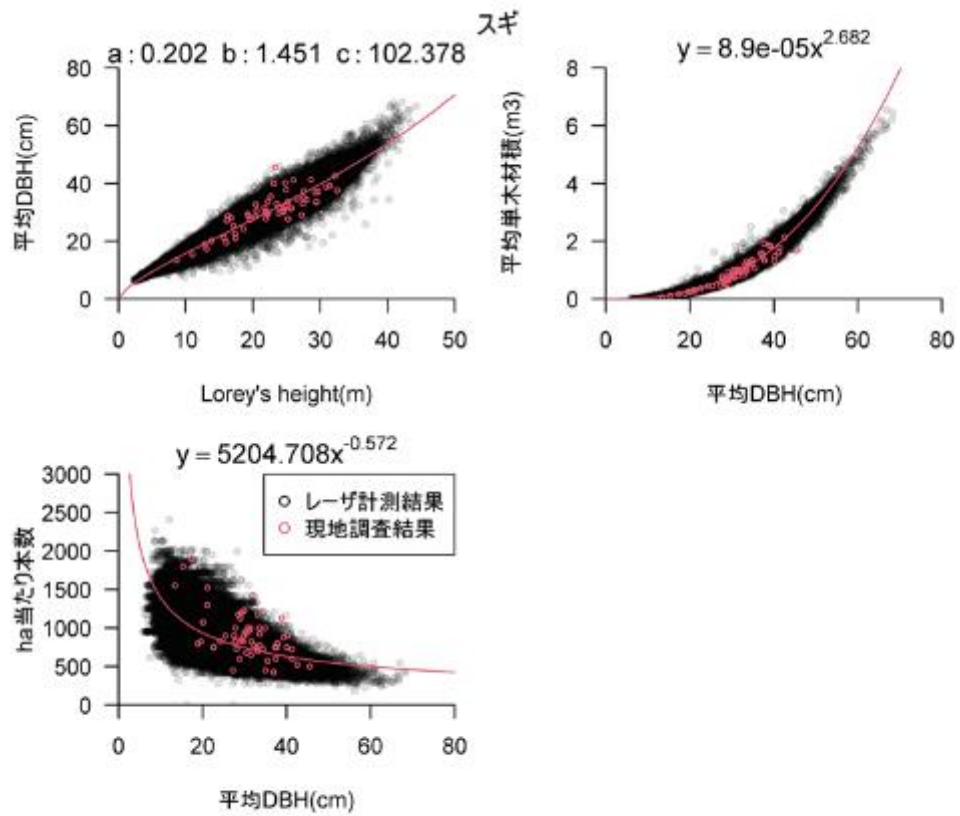 スギ
a : 0.202 b : 1.451 c : 102.378
平均DBH(cm)
80
60
40
20
0
0 10 20 30 40 50
Lorey's height(m)
y = 8.9e-05x^2.682
平均単木材積(m3)
8
6
4
2
0
0 20 40 60 80
平均DBH(cm)
y = 5204.708x^-0.572
ha当たり本数
3000
2500
2000
1500
1000
500
0
レーザ計測結果
現地調査結果
0 20 40 60 80
平均DBH(cm)